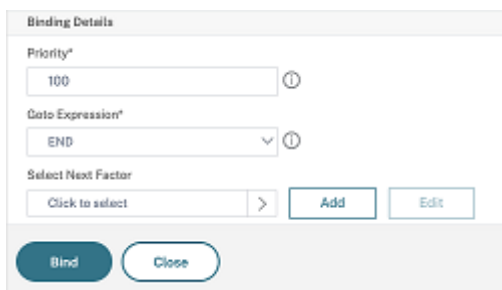 Binding Details
Priority*
100
Goto Expression*
END
Select Next Factor
Click to select
Add
Edit
Bind
Close